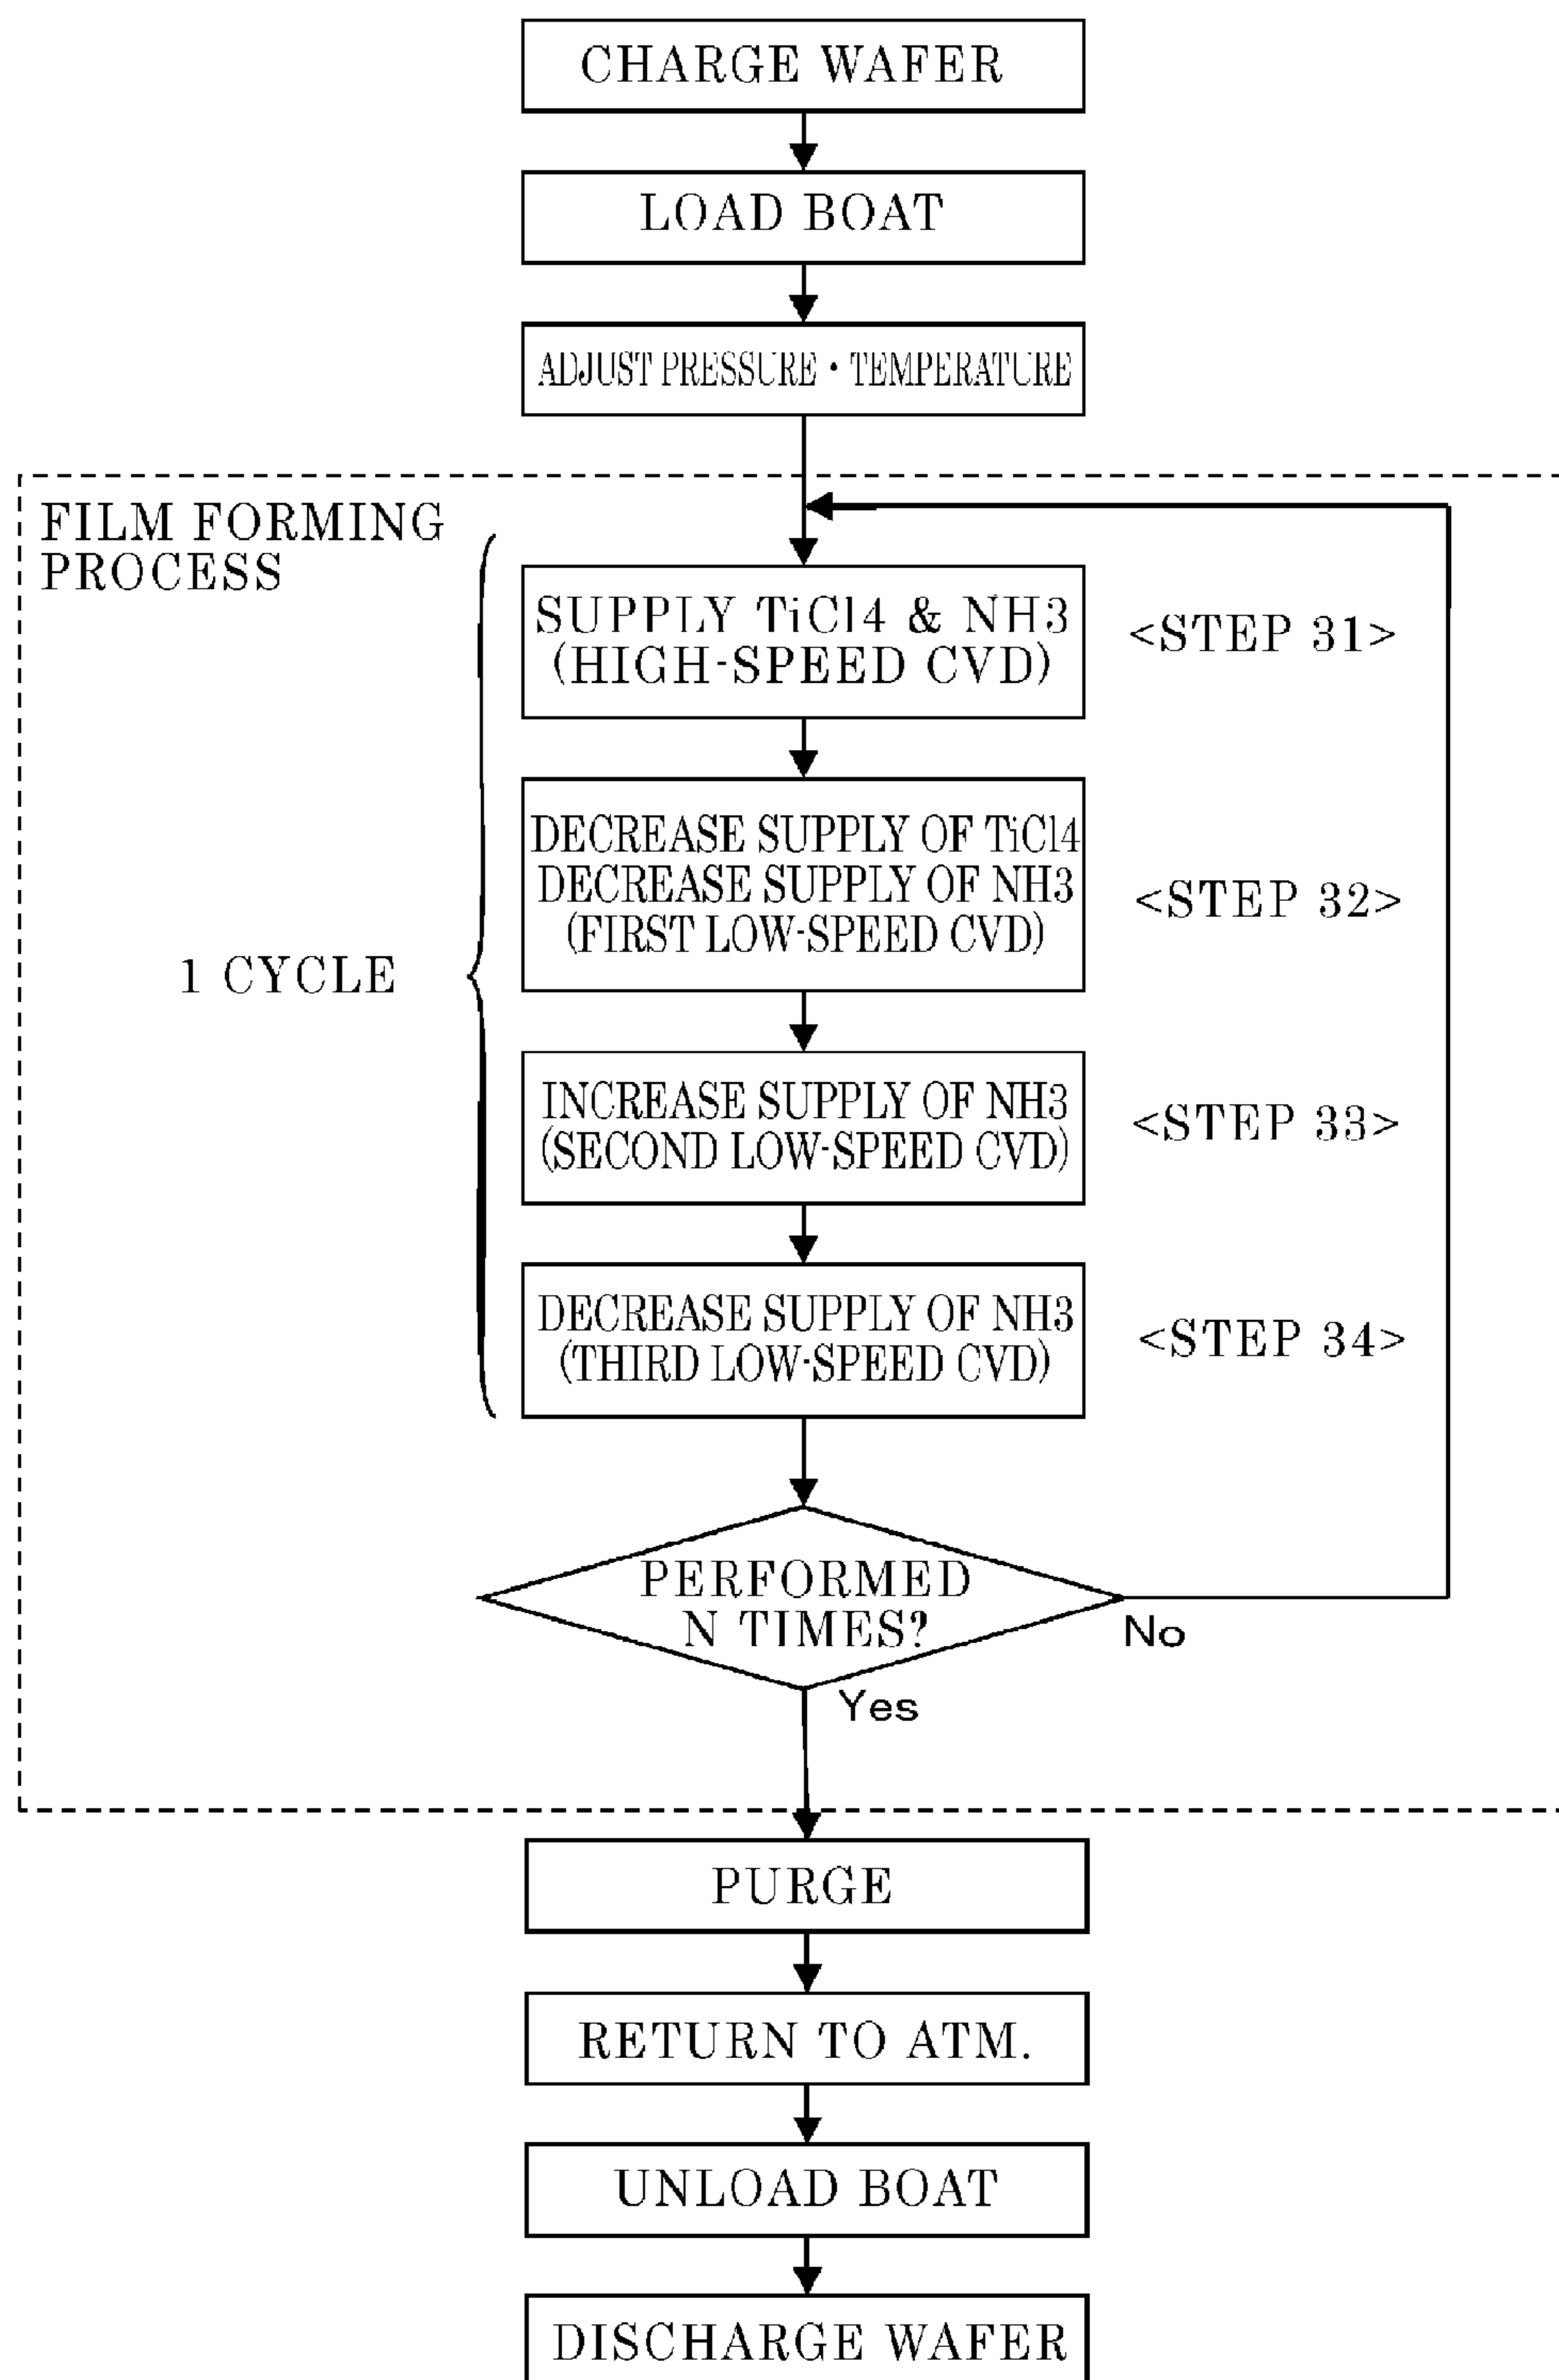 CHARGE WAFER
LOAD BOAT
ADJUST PRESSURE・TEMPERATURE
FILM FORMING
PROCESS
SUPPLY TiCl4 & NH3
(HIGH-SPEED CVD)
<STEP 31>
DECREASE SUPPLY OF TiCl4
DECREASE SUPPLY OF NH3
(FIRST LOW-SPEED CVD)
<STEP 32>
1 CYCLE
INCREASE SUPPLY OF NH3
(SECOND LOW-SPEED CVD)
<STEP 33>
DECREASE SUPPLY OF NH3
(THIRD LOW-SPEED CVD)
<STEP 34>
PERFORMED
N TIMES?
No
Yes
PURGE
RETURN TO ATM.
UNLOAD BOAT
DISCHARGE WAFER